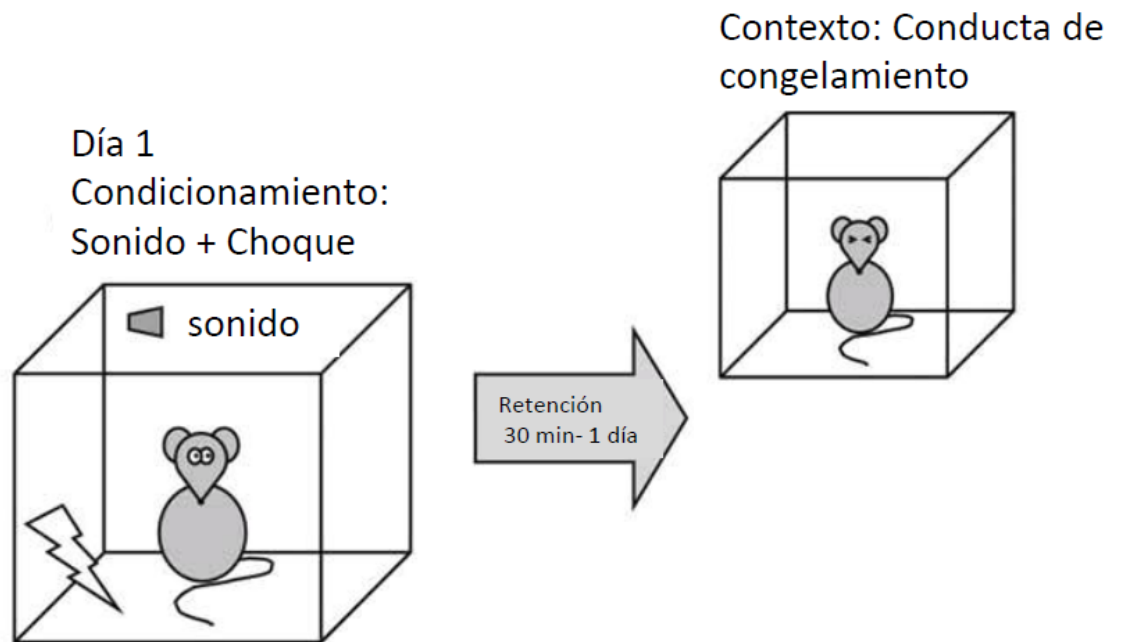 Contexto: Conducta de
congelamiento
Día 1
Condicionamiento:
Sonido + Choque
sonido
Retención
30 min- 1 día